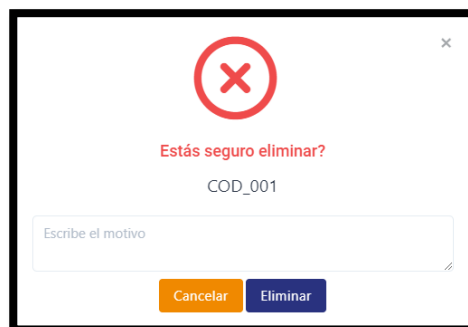 ×
Estás seguro eliminar?
COD_001
Escribe el motivo
Cancelar Eliminar